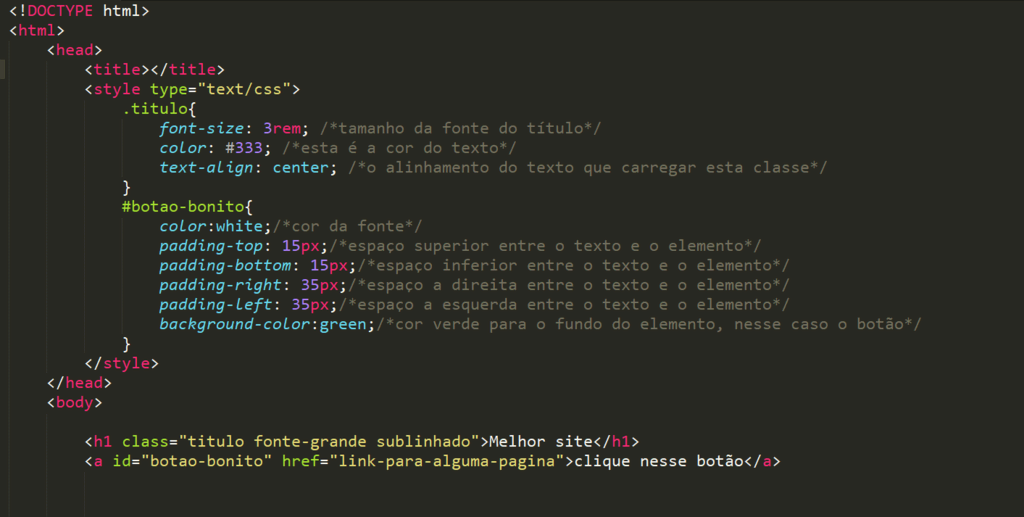 <!DOCTYPE html>
<html>
<head>
<title></title>
<style type="text/css">
.titulo{
font-size: 3rem; /*tamanho da fonte do título*/
color: #333; /*esta é a cor do texto*/
text-align: center; /*o alinhamento do texto que carregar esta classe*/
}
#botao-bonito{
color:white;/*cor da fonte*/
padding-top: 15px;/*espaço superior entre o texto e o elemento*/
padding-bottom: 15px;/*espaço inferior entre o texto e o elemento*/
padding-right: 35px;/*espaço a direita entre o texto e o elemento*/
padding-left: 35px;/*espaço a esquerda entre o texto e o elemento*/
background-color:green;/*cor verde para o fundo do elemento, nesse caso o botão*/
}
</style>
</head>
<body>
<h1 class="titulo fonte-grande sublinhado">Melhor site</h1>
<a id="botao-bonito" href="link-para-alguma-pagina">clique nesse botão</a>